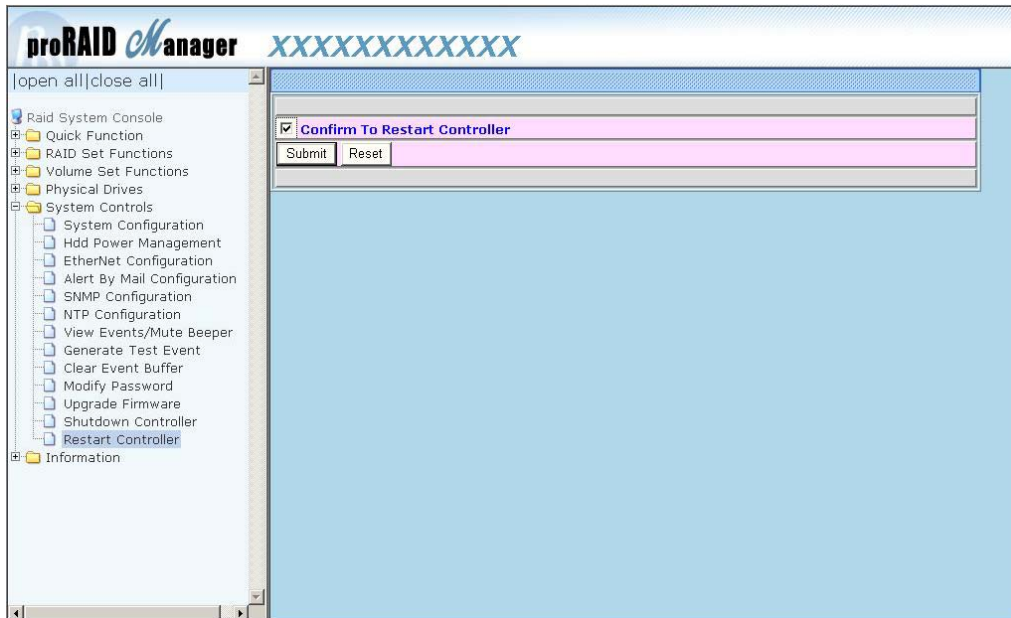 proRAID Manager XXXXXXXXXXXX
|open all|close all|
Raid System Console
Quick Function
RAID Set Functions
Volume Set Functions
Physical Drives
System Controls
System Configuration
Hdd Power Management
EtherNet Configuration
Alert By Mail Configuration
SNMP Configuration
NTP Configuration
View Events/Mute Beeper
Generate Test Event
Clear Event Buffer
Modify Password
Upgrade Firmware
Shutdown Controller
Restart Controller
Information
Confirm To Restart Controller
Submit Reset